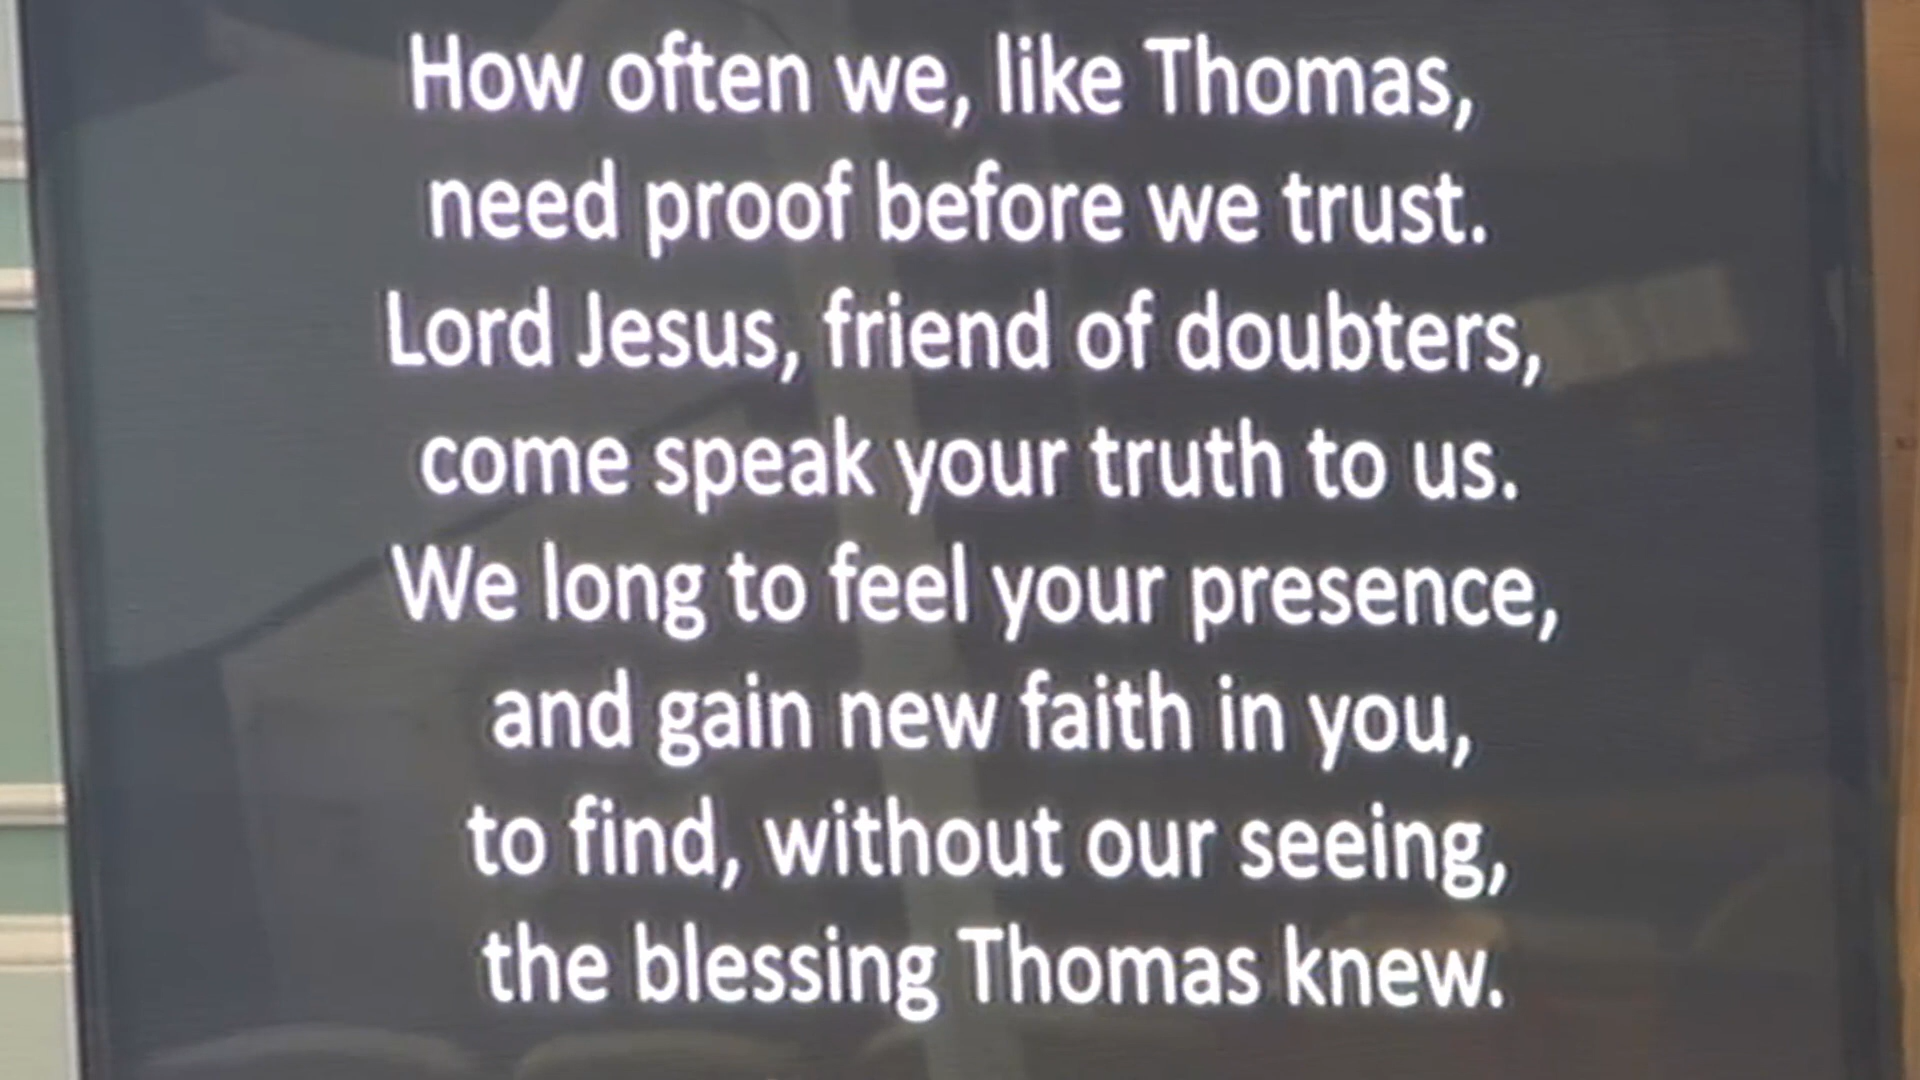 How often we, like Thomas,
need proof before we trust.
Lord Jesus, friend of doubters,
come speak your truth to us.
We long to feel your presence,
and gain new faith in you,
to find, without our seeing,
the blessing Thomas knew.